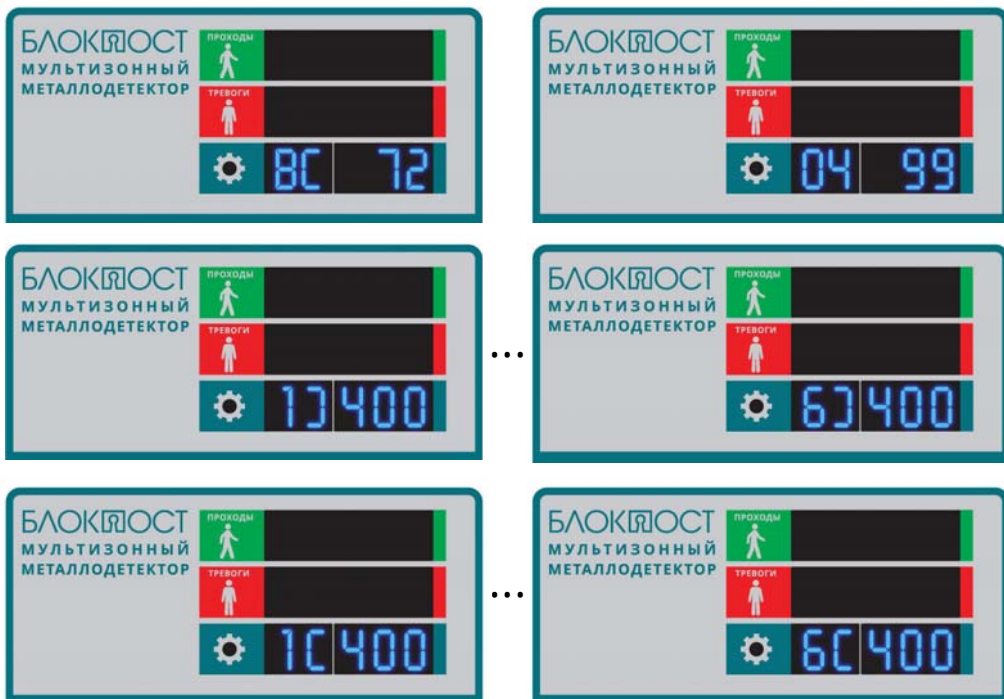 БЛОКПОСТ
МУЛЬТИЗОННЫЙ
МЕТАЛЛОДЕТЕКТОР
ПРОХОДЫ
ТРЕВОГИ
8C 72
БЛОКПОСТ
МУЛЬТИЗОННЫЙ
МЕТАЛЛОДЕТЕКТОР
ПРОХОДЫ
ТРЕВОГИ
04 99
БЛОКПОСТ
МУЛЬТИЗОННЫЙ
МЕТАЛЛОДЕТЕКТОР
ПРОХОДЫ
ТРЕВОГИ
1Ɔ 400
...
БЛОКПОСТ
МУЛЬТИЗОННЫЙ
МЕТАЛЛОДЕТЕКТОР
ПРОХОДЫ
ТРЕВОГИ
6Ɔ 400
БЛОКПОСТ
МУЛЬТИЗОННЫЙ
МЕТАЛЛОДЕТЕКТОР
ПРОХОДЫ
ТРЕВОГИ
1C 400
...
БЛОКПОСТ
МУЛЬТИЗОННЫЙ
МЕТАЛЛОДЕТЕКТОР
ПРОХОДЫ
ТРЕВОГИ
6C 400